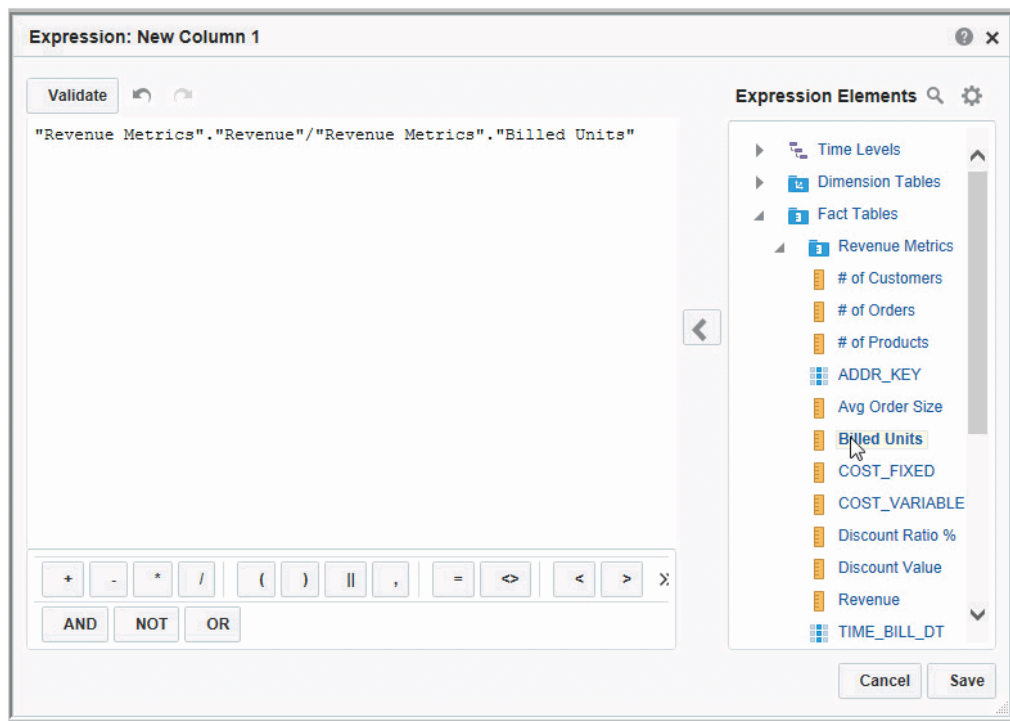 Expression: New Column 1
Validate
Expression Elements
"Revenue Metrics"."Revenue"/"Revenue Metrics"."Billed Units"
Time Levels
Dimension Tables
Fact Tables
Revenue Metrics
# of Customers
# of Orders
# of Products
ADDR_KEY
Avg Order Size
Billed Units
COST_FIXED
COST_VARIABLE
Discount Ratio %
Discount Value
Revenue
TIME_BILL_DT
+ - * / ( ) || , = <> < > »
AND NOT OR
Cancel Save